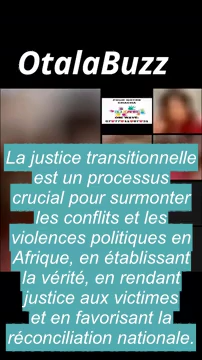 OtalaBuzz
La justice transitionnelle
est un processus
crucial pour surmonter
les conflits et les
violences politiques en
Afrique, en établissant
la vérité, en rendant
justice aux victimes
et en favorisant la
réconciliation nationale.